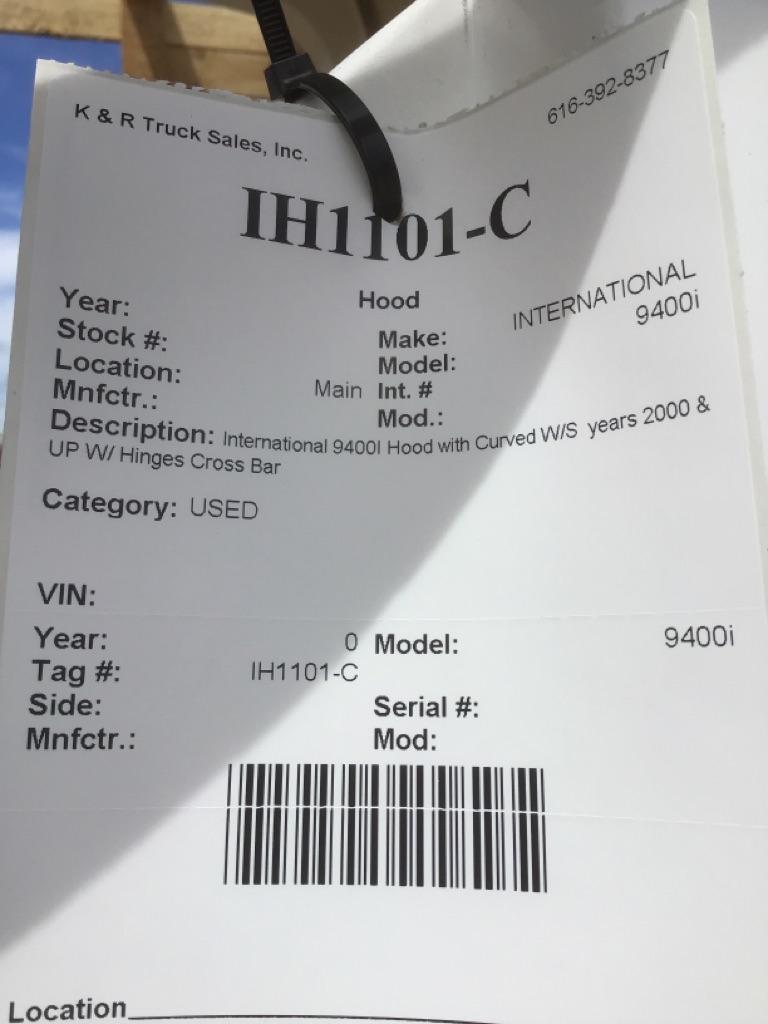 K & R Truck Sales, Inc. 616-392-8377
IH1101-C
Hood
Year: Make: INTERNATIONAL
Stock #: Model: 9400i
Location: Main Int. #
Mnfctr.: Mod.:
Description: International 9400I Hood with Curved W/S years 2000 &
UP W/ Hinges Cross Bar
Category: USED
VIN:
Year: 0 Model: 9400i
Tag #: IH1101-C
Side: Serial #:
Mnfctr.: Mod:
Location